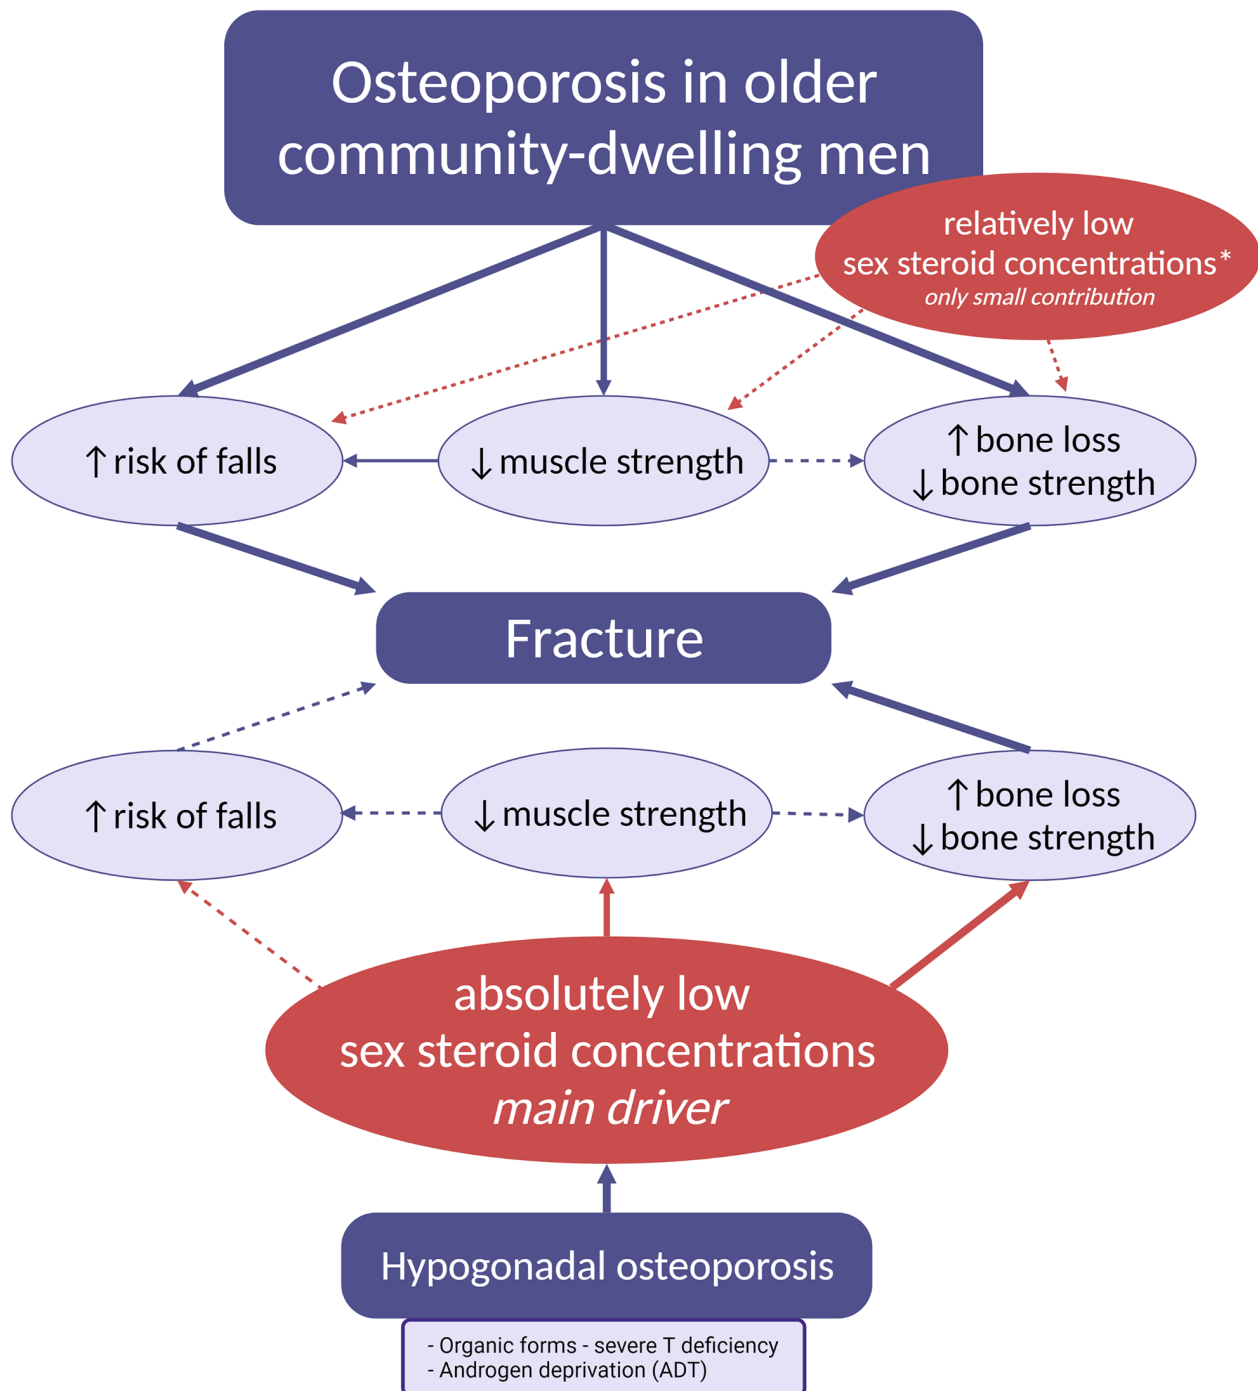 Osteoporosis in older
community-dwelling men
relatively low
sex steroid concentrations*
only small contribution
↑ risk of falls
↓ muscle strength
↑ bone loss
↓ bone strength
Fracture
↑ risk of falls
↓ muscle strength
↑ bone loss
↓ bone strength
absolutely low
sex steroid concentrations
main driver
Hypogonadal osteoporosis
- Organic forms - severe T deficiency
- Androgen deprivation (ADT)